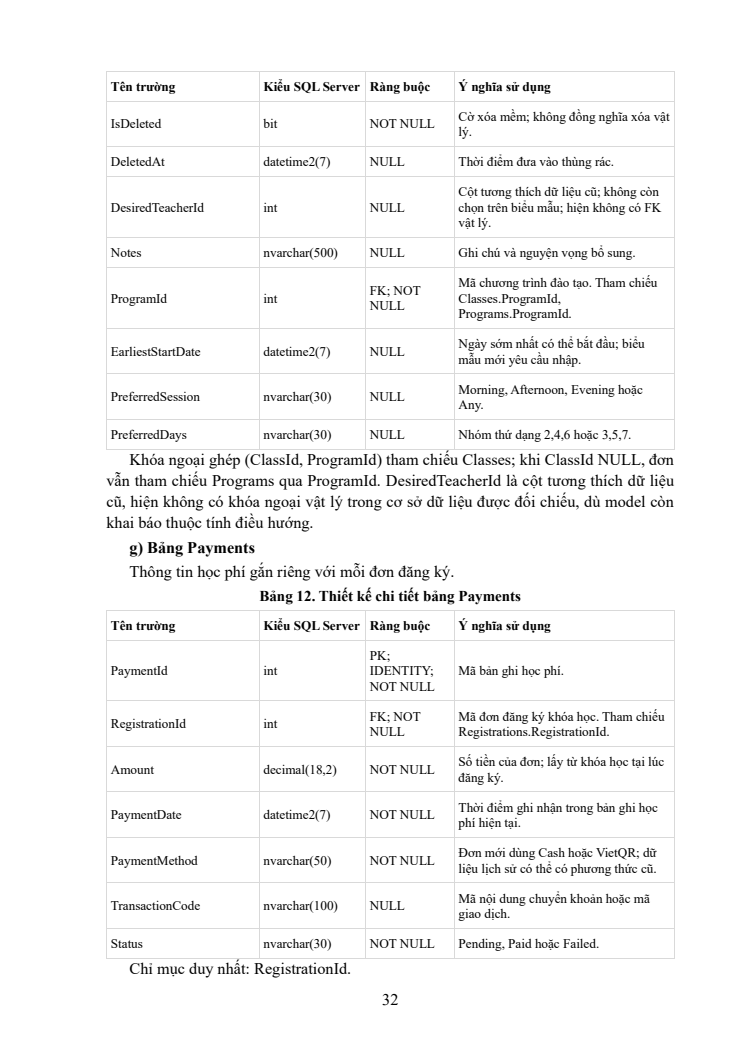 Tên trường Kiểu SQL Server Ràng buộc Ý nghĩa sử dụng
IsDeleted bit NOT NULL Cờ xóa mềm; không đồng nghĩa xóa vật
lý.
DeletedAt datetime2(7) NULL Thời điểm đưa vào thùng rác.
DesiredTeacherId int NULL Cột tương thích dữ liệu cũ; không còn
chọn trên biểu mẫu; hiện không có FK
vật lý.
Notes nvarchar(500) NULL Ghi chú và nguyện vọng bổ sung.
ProgramId int FK; NOT
NULL Mã chương trình đào tạo. Tham chiếu
Classes.ProgramId,
Programs.ProgramId.
EarliestStartDate datetime2(7) NULL Ngày sớm nhất có thể bắt đầu; biểu
mẫu mới yêu cầu nhập.
PreferredSession nvarchar(30) NULL Morning, Afternoon, Evening hoặc
Any.
PreferredDays nvarchar(30) NULL Nhóm thứ dạng 2,4,6 hoặc 3,5,7.
Khóa ngoại ghép (ClassId, ProgramId) tham chiếu Classes; khi ClassId NULL, đơn
vẫn tham chiếu Programs qua ProgramId. DesiredTeacherId là cột tương thích dữ liệu
cũ, hiện không có khóa ngoại vật lý trong cơ sở dữ liệu được đối chiếu, dù model còn
khai báo thuộc tính điều hướng.
g) Bảng Payments
Thông tin học phí gắn riêng với mỗi đơn đăng ký.
Bảng 12. Thiết kế chi tiết bảng Payments
Tên trường Kiểu SQL Server Ràng buộc Ý nghĩa sử dụng
PaymentId int PK;
IDENTITY;
NOT NULL Mã bản ghi học phí.
RegistrationId int FK; NOT
NULL Mã đơn đăng ký khóa học. Tham chiếu
Registrations.RegistrationId.
Amount decimal(18,2) NOT NULL Số tiền của đơn; lấy từ khóa học tại lúc
đăng ký.
PaymentDate datetime2(7) NOT NULL Thời điểm ghi nhận trong bản ghi học
phí hiện tại.
PaymentMethod nvarchar(50) NOT NULL Đơn mới dùng Cash hoặc VietQR; dữ
liệu lịch sử có thể có phương thức cũ.
TransactionCode nvarchar(100) NULL Mã nội dung chuyển khoản hoặc mã
giao dịch.
Status nvarchar(30) NOT NULL Pending, Paid hoặc Failed.
Chỉ mục duy nhất: RegistrationId.
32